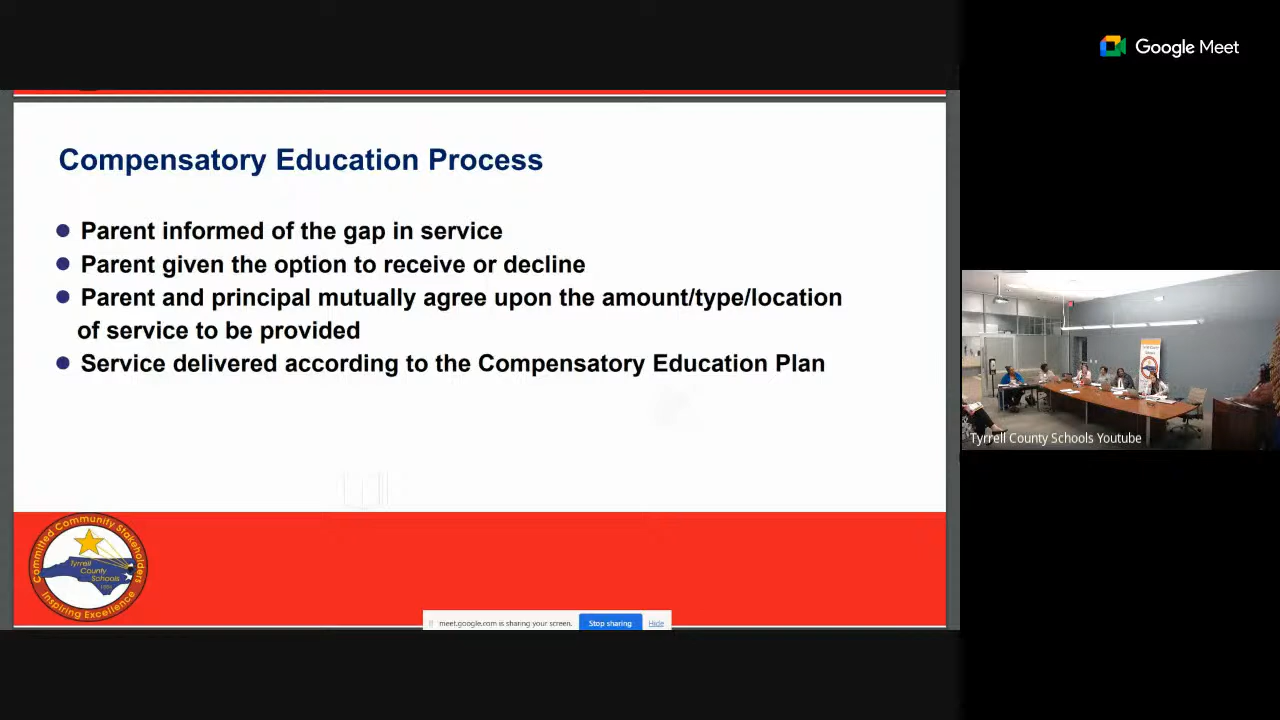 Google Meet
Compensatory Education Process
Parent informed of the gap in service
Parent given the option to receive or decline
Parent and principal mutually agree upon the amount/type/location
of service to be provided
Service delivered according to the Compensatory Education Plan
Tyrrell County Schools Youtube
Committed Community Stakeholders
Tyrrell
County
Schools
Inspiring Excellence
meet.google.com is sharing your screen.
Stop sharing
Hide